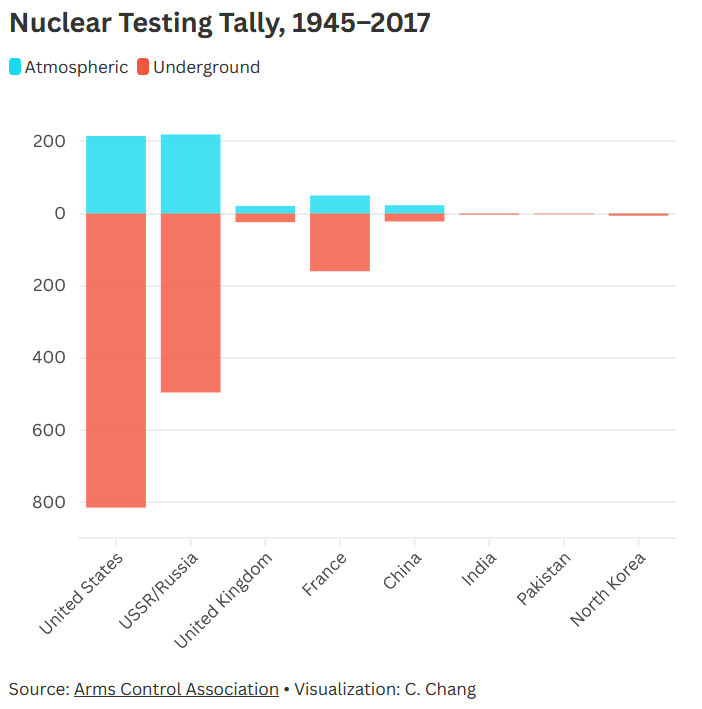 Nuclear Testing Tally, 1945–2017
Atmospheric Underground
200
0
200
400
600
800
United States
USSR/Russia
United Kingdom
France
China
India
Pakistan
North Korea
Source: Arms Control Association • Visualization: C. Chang